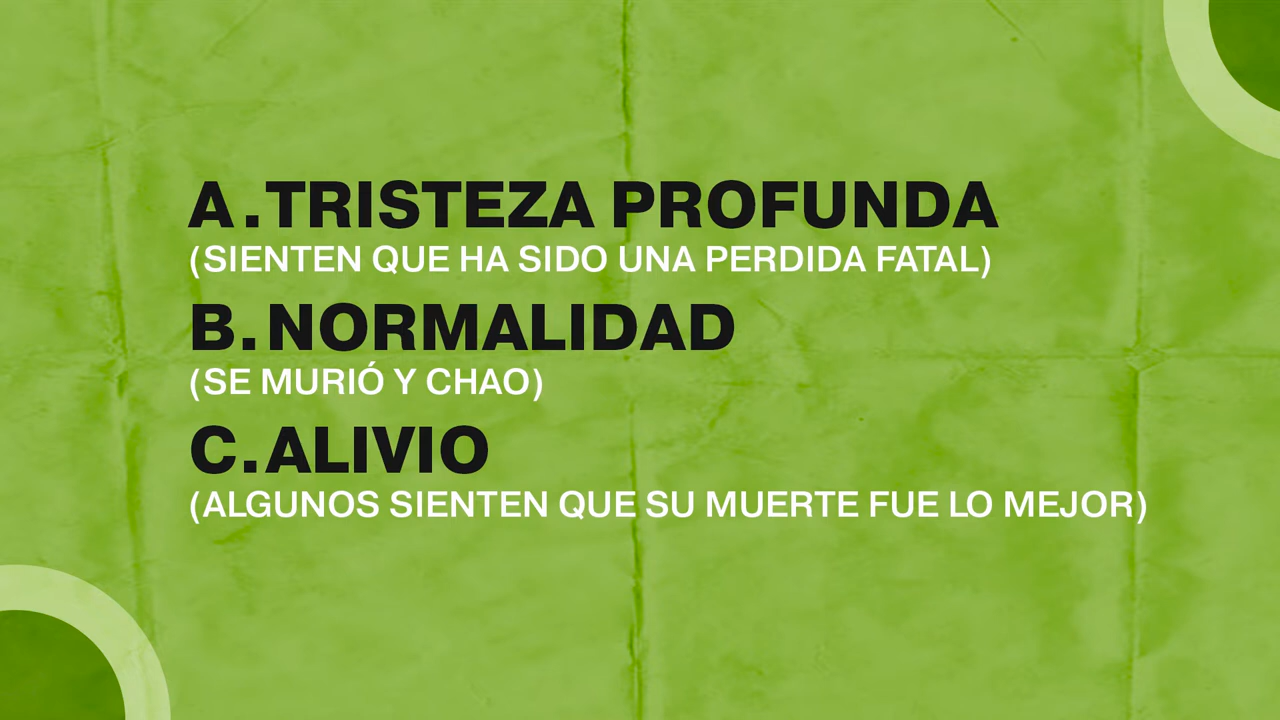 A. TRISTEZA PROFUNDA
(SIENTEN QUE HA SIDO UNA PERDIDA FATAL)
B. NORMALIDAD
(SE MURIÓ Y CHAO)
C. ALIVIO
(ALGUNOS SIENTEN QUE SU MUERTE FUE LO MEJOR)